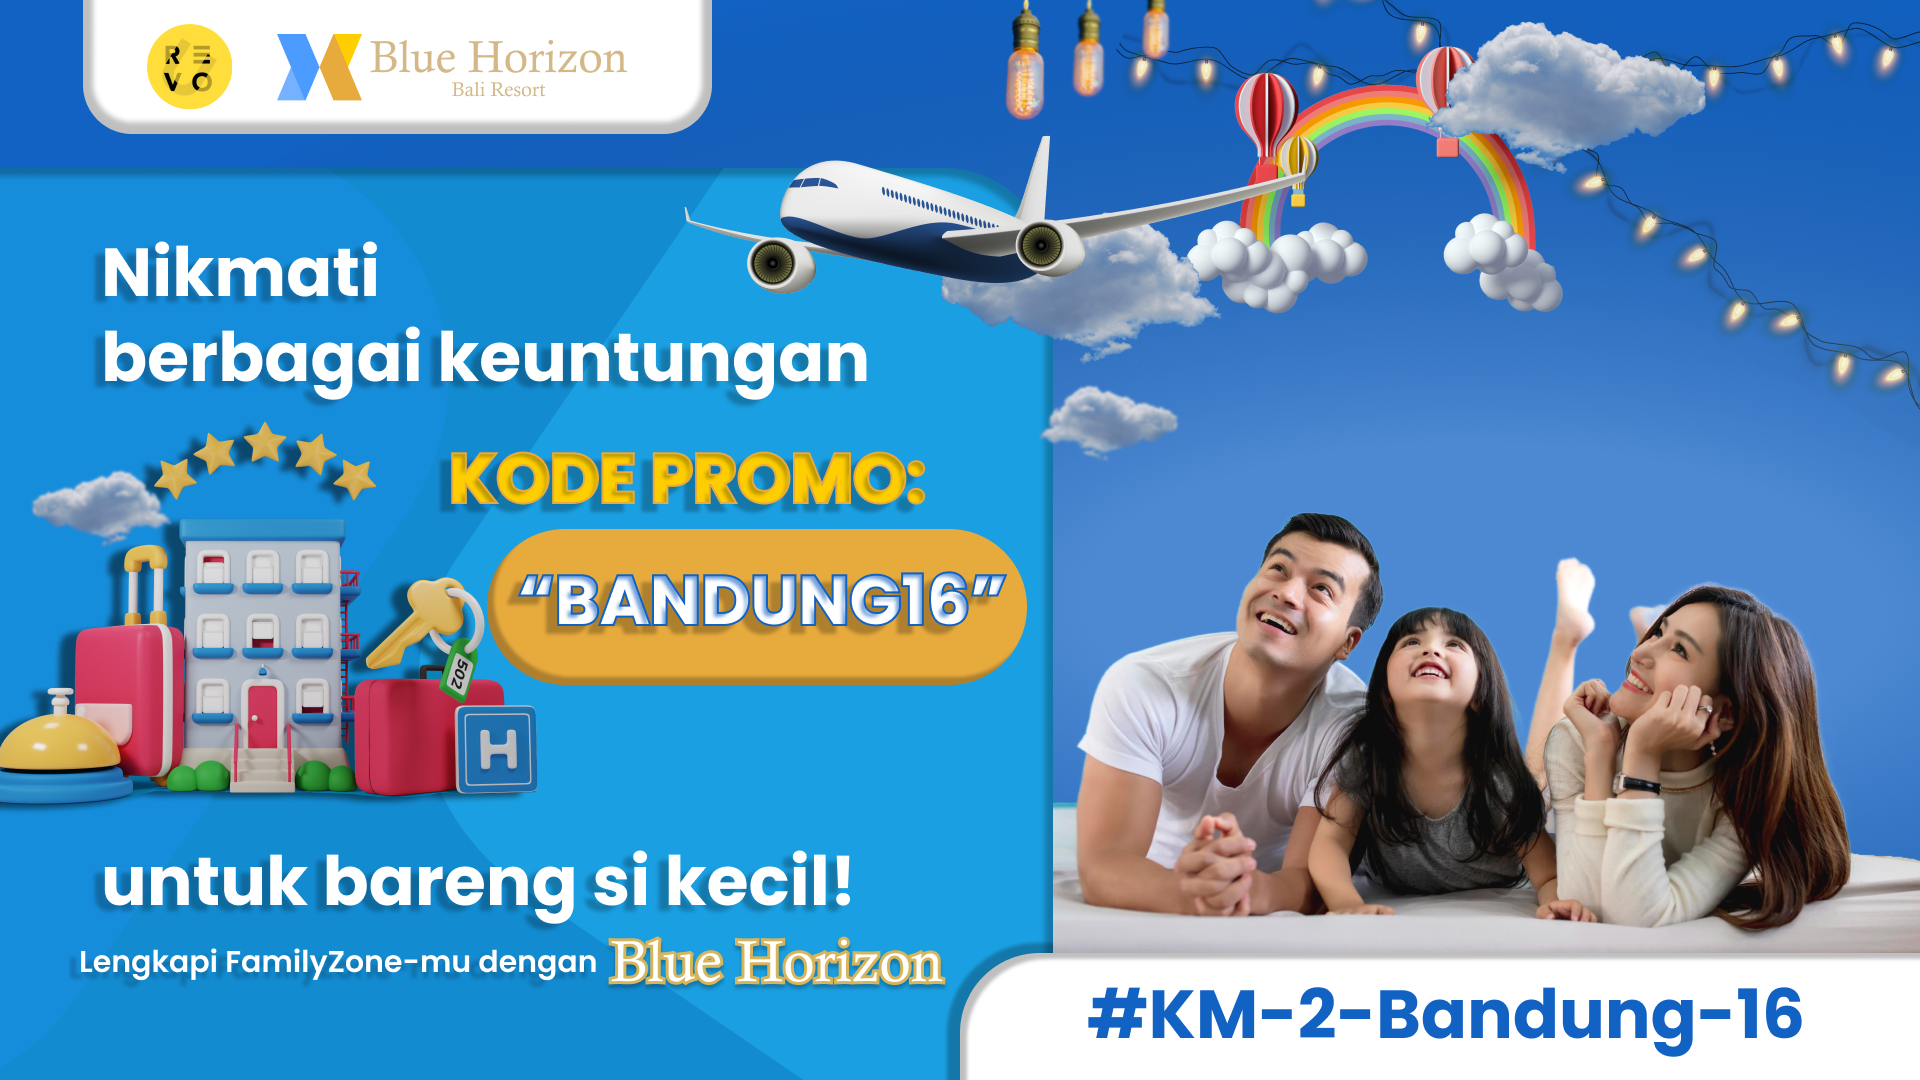 REVO
Blue Horizon
Bali Resort
Nikmati
berbagai keuntungan
KODE PROMO:
“BANDUNG16”
502
H
untuk bareng si kecil!
Lengkapi FamilyZone-mu dengan Blue Horizon
#KM-2-Bandung-16